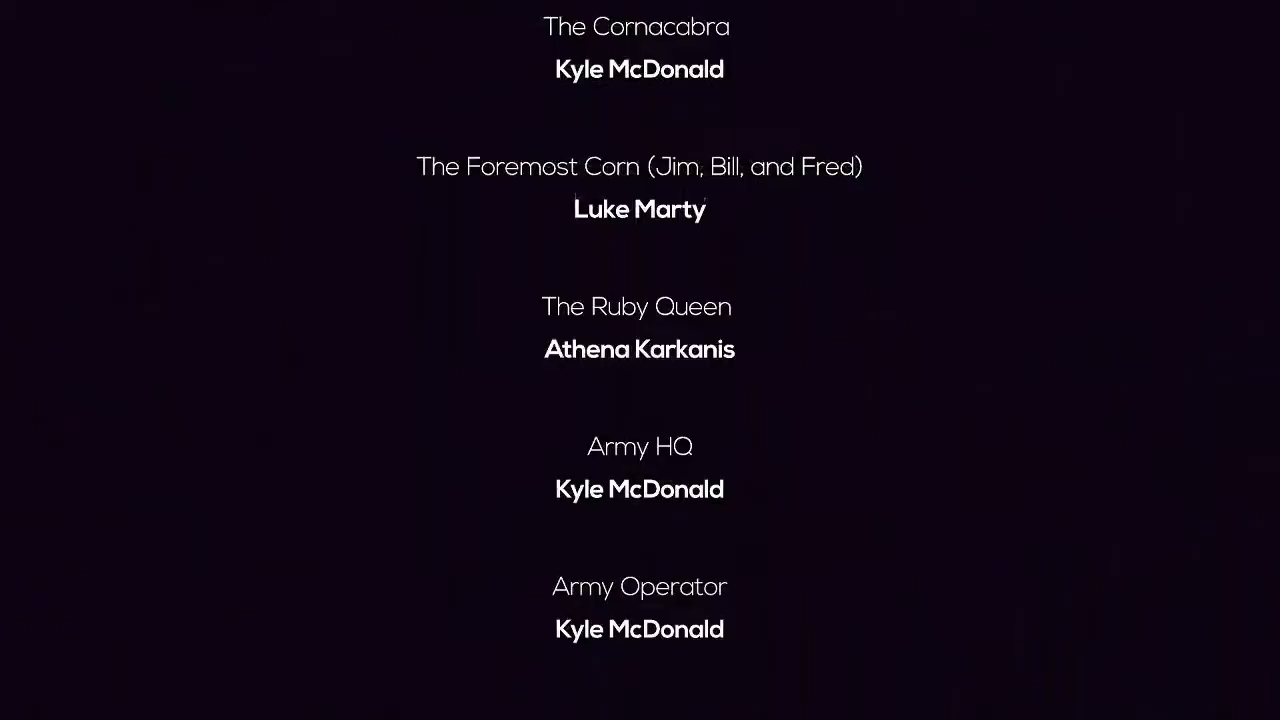 The Cornacabra
Kyle McDonald
The Foremost Corn (Jim, Bill, and Fred)
Luke Marty
The Ruby Queen
Athena Karkanis
Army HQ
Kyle McDonald
Army Operator
Kyle McDonald